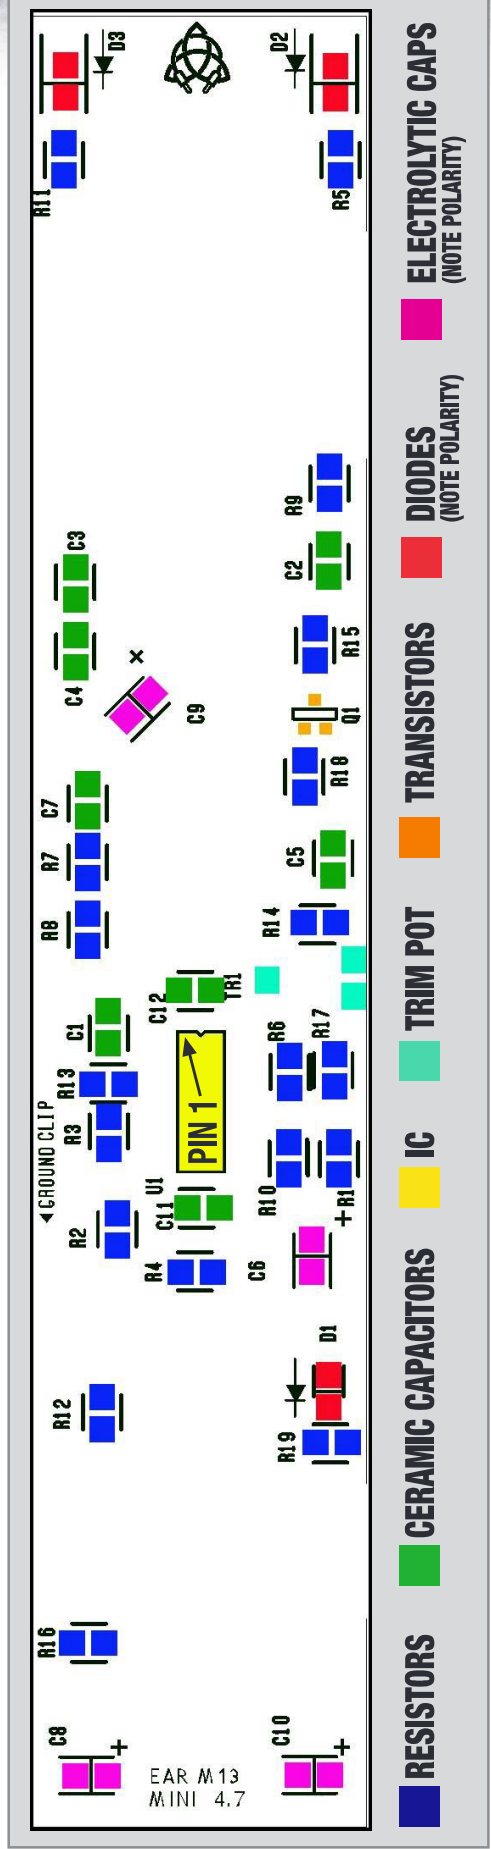 D3
D2
R11
R5
R9
C3
C2
C4
R15
×
C9
Q1
C7
R18
R7
C5
R8
R14
C12
TR1
C1
R6
R17
R13
PIN 1
R3
◄GROUND CLIP
U1
C11
R10
R1
+
R2
R4
C6
D1
R12
R19
R16
C8
+
C10
+
EAR M13
MINI 4.7
RESISTORS
CERAMIC CAPACITORS
IC
TRIM POT
TRANSISTORS
DIODES
(NOTE POLARITY)
ELECTROLYTIC CAPS
(NOTE POLARITY)